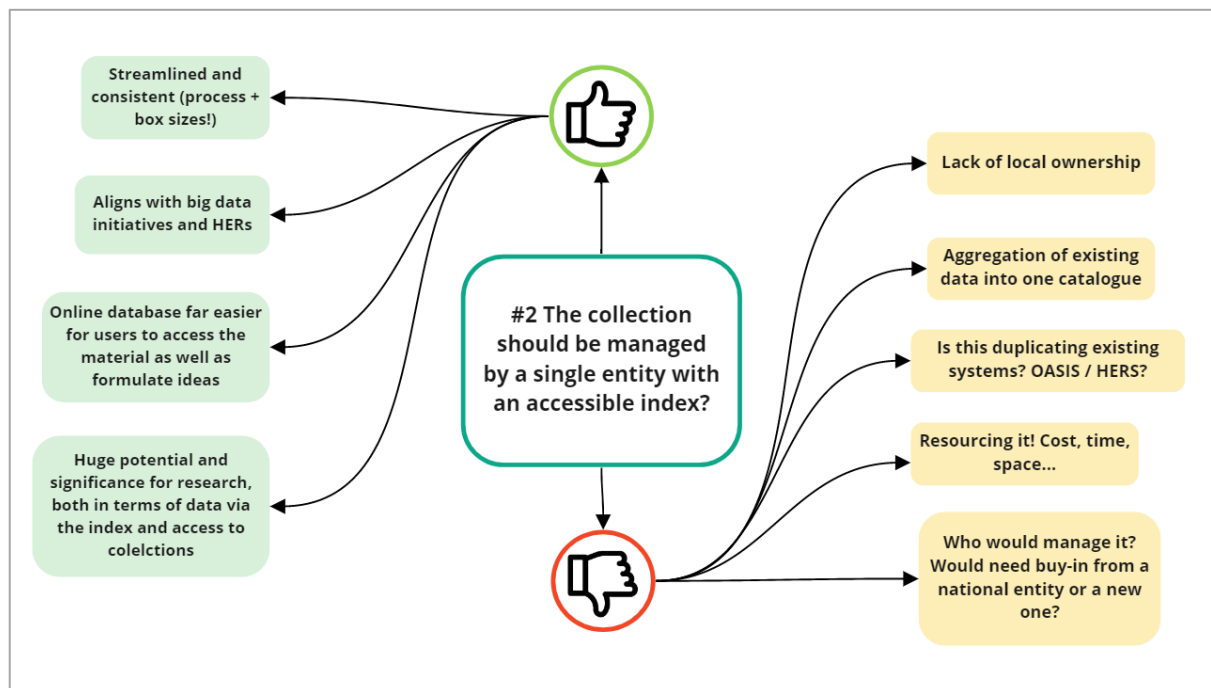 Streamlined and
consistent (process +
box sizes!)
Aligns with big data
initiatives and HERs
Online database far easier
for users to access the
material as well as
formulate ideas
Huge potential and
significance for research,
both in terms of data via
the index and access to
colelctions
#2 The collection
should be managed
by a single entity with
an accessible index?
Lack of local ownership
Aggregation of existing
data into one catalogue
Is this duplicating existing
systems? OASIS / HERS?
Resourcing it! Cost, time,
space...
Who would manage it?
Would need buy-in from a
national entity or a new
one?